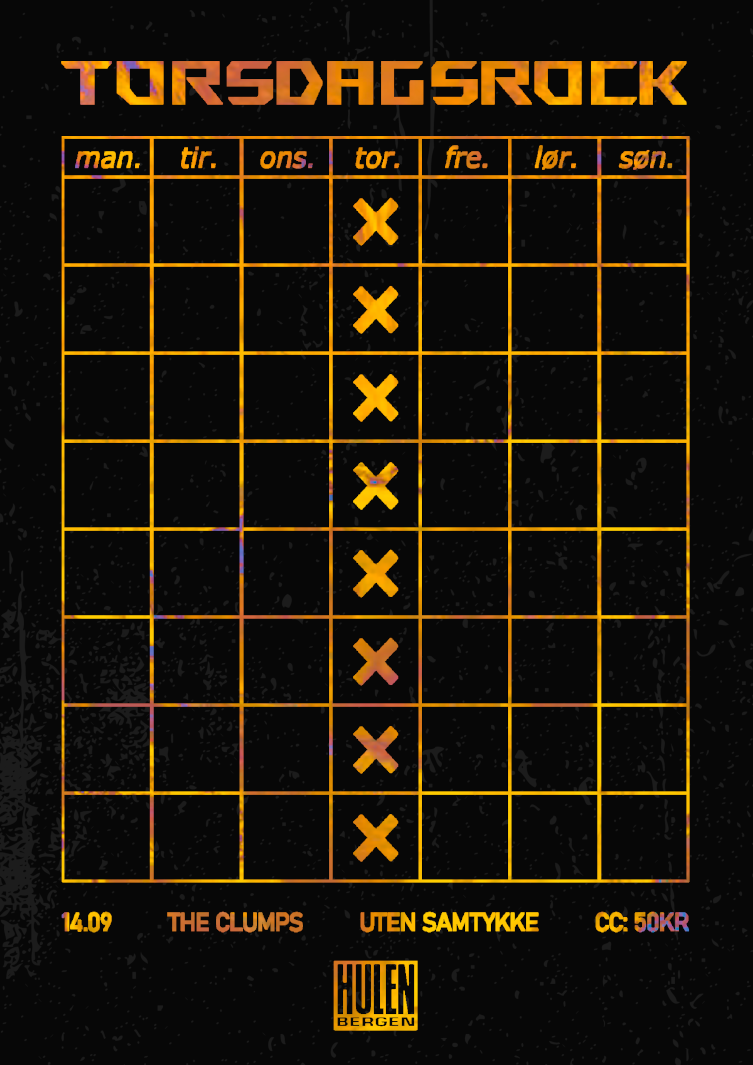 TORSDAGSROCK
man. tir. ons. tor. fre. lør. søn.
14.09 THE CLUMPS UTEN SAMTYKKE CC: 50KR
HULEN
BERGEN